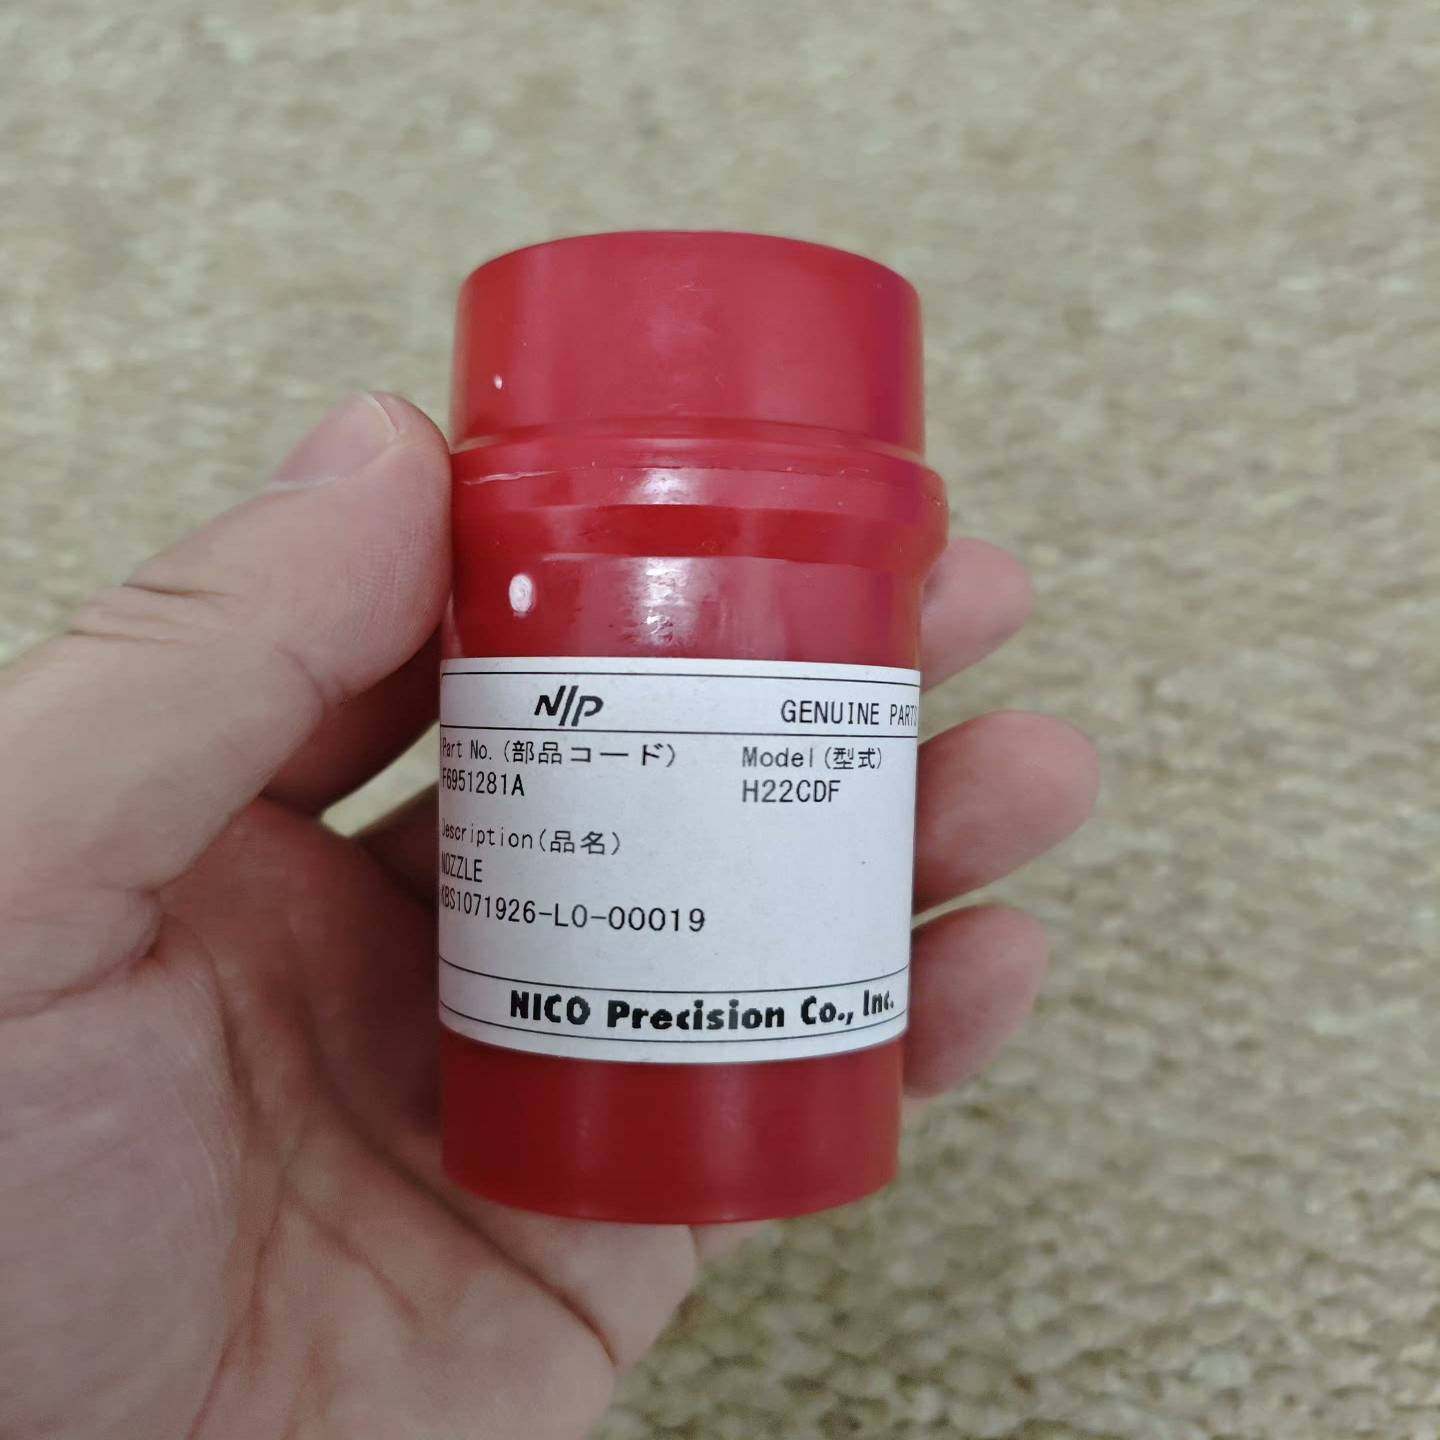 N/P GENUINE PARTS
Part No.(部品コード) Model(型式)
F6951281A H22CDF
Description(品名)
NOZZLE
KBS1071926-L0-00019
NICO Precision Co., Inc.